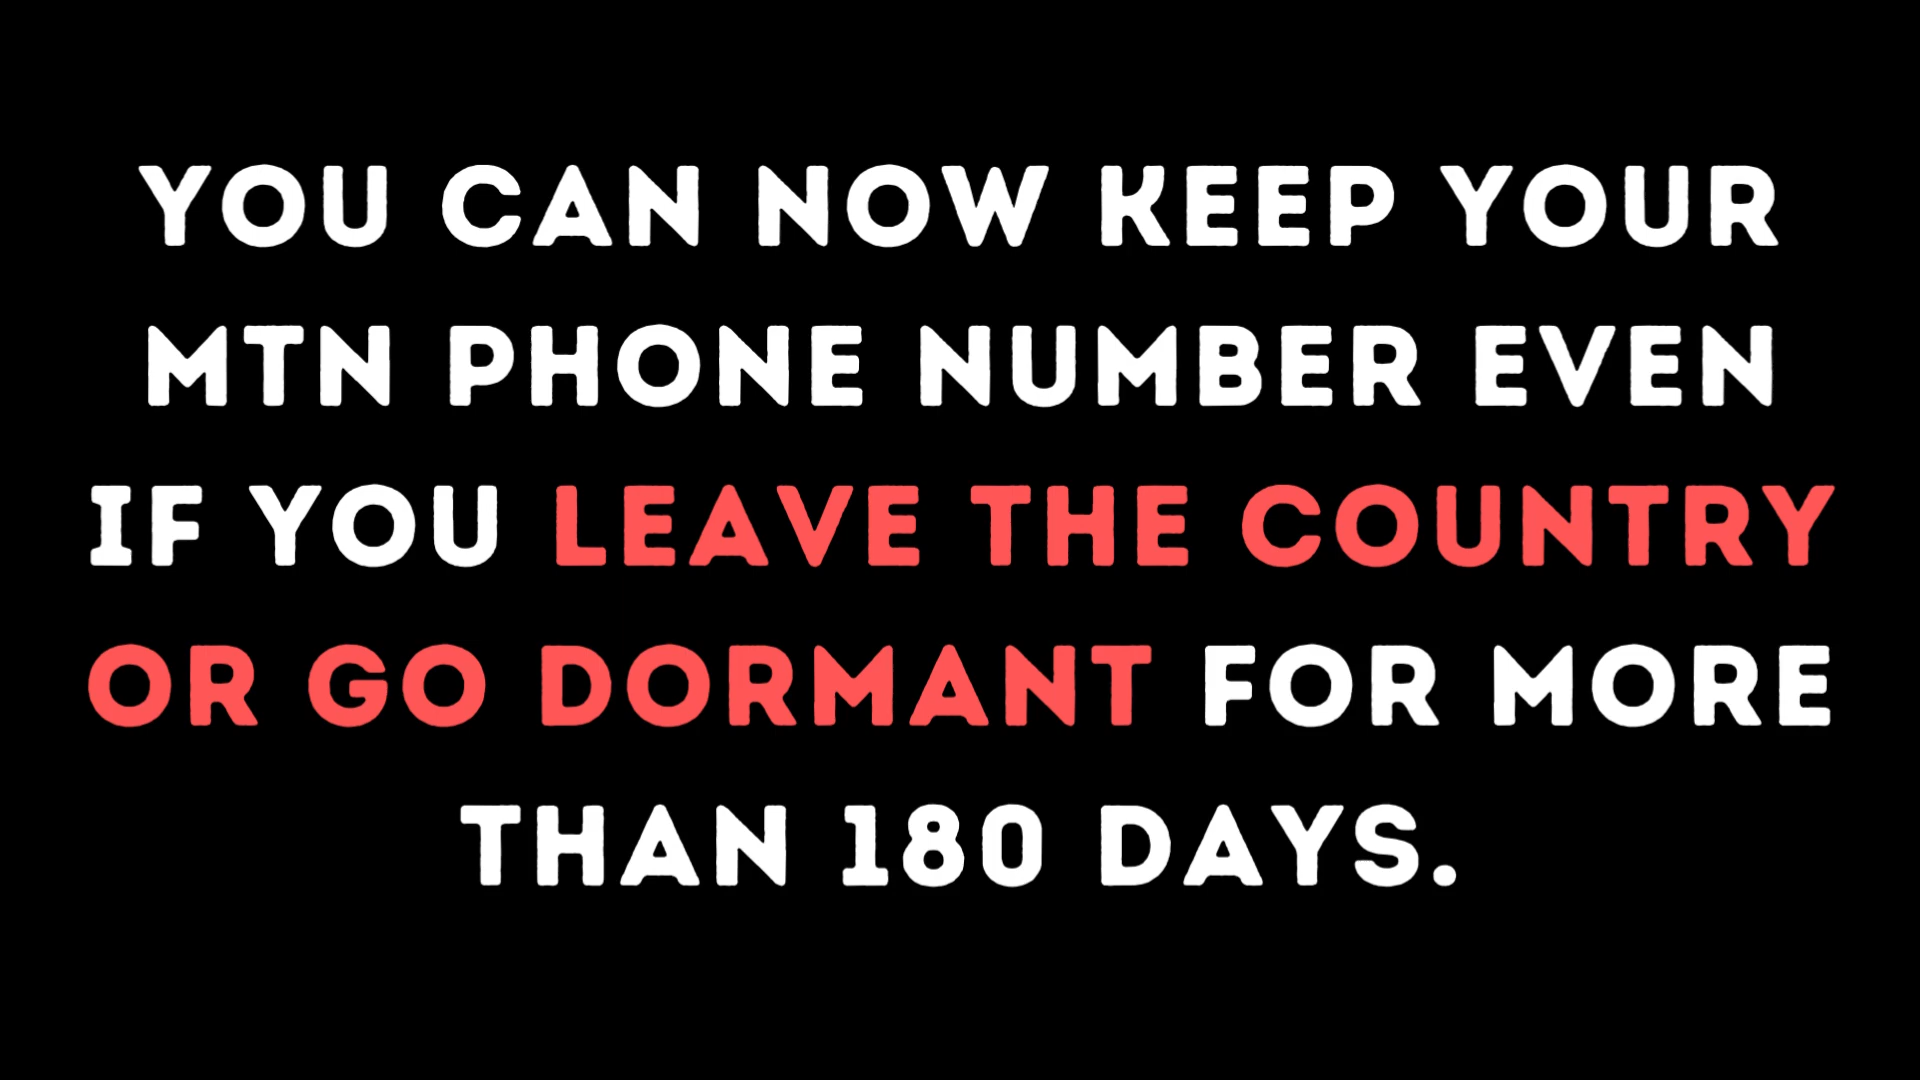 YOU CAN NOW KEEP YOUR
MTN PHONE NUMBER EVEN
IF YOU LEAVE THE COUNTRY
OR GO DORMANT FOR MORE
THAN 180 DAYS.